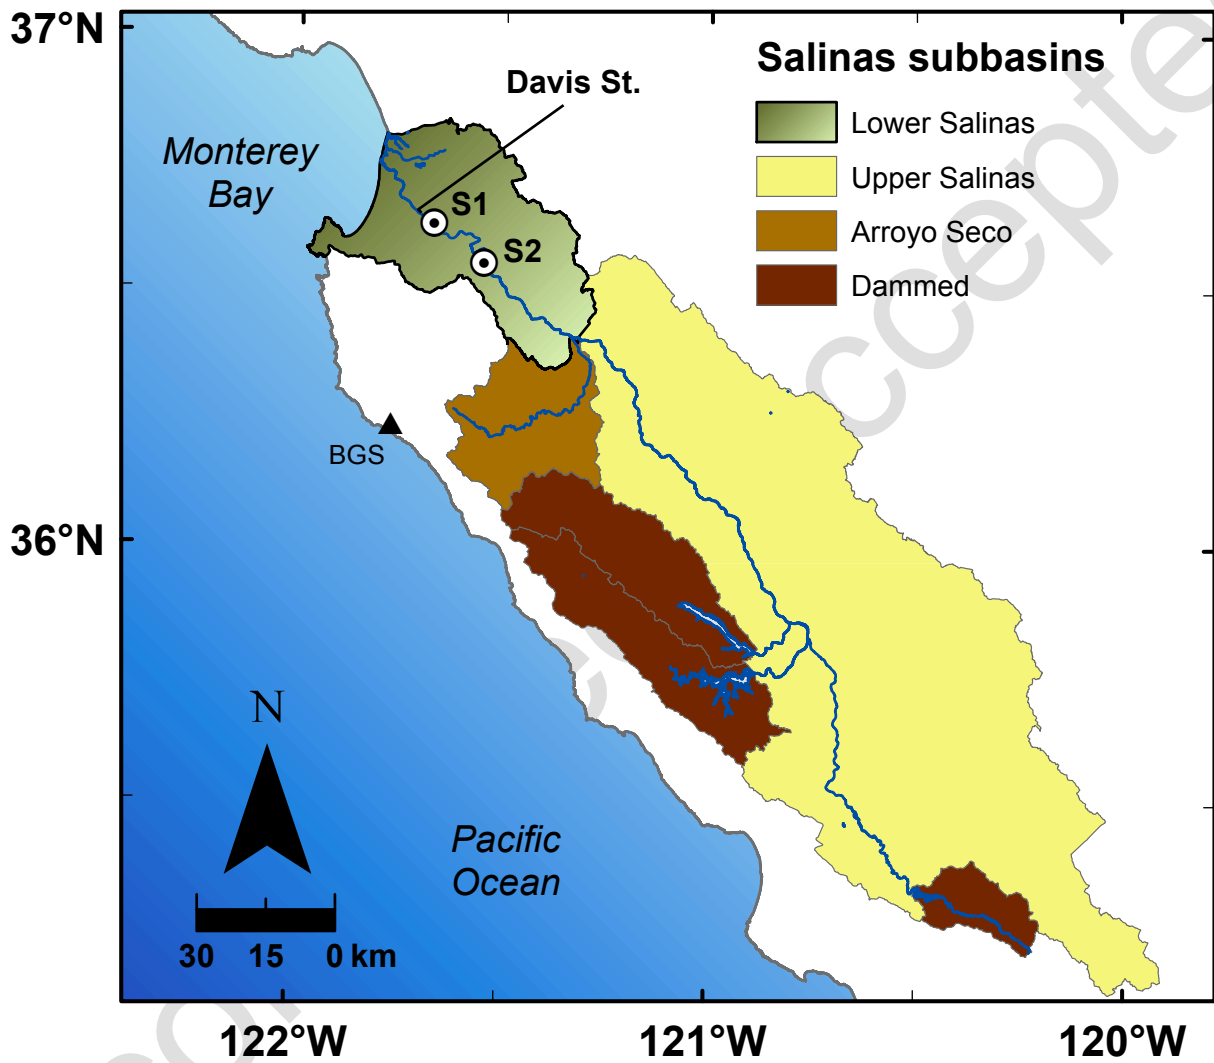 37°N
Salinas subbasins
Davis St.
Lower Salinas
Monterey
Bay
Upper Salinas
S1
Arroyo Seco
S2
Dammed
BGS
36°N
N
Pacific
Ocean
30 15 0 km
122°W 121°W 120°W